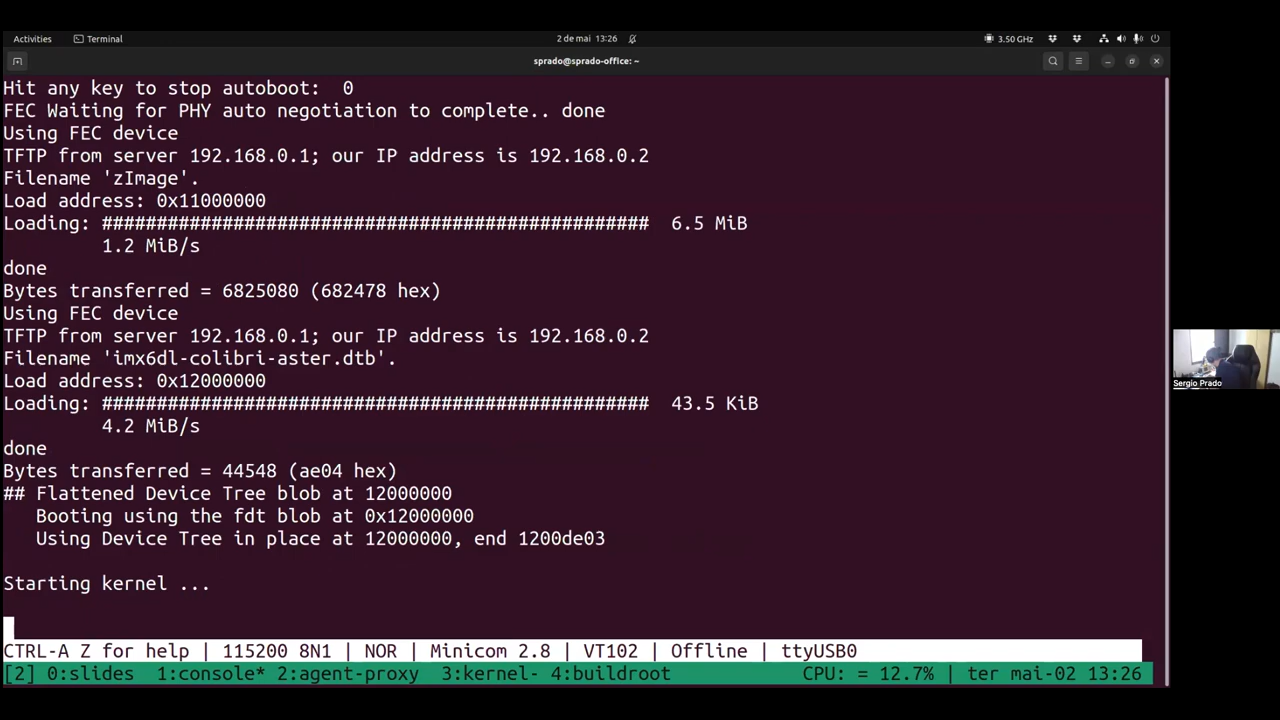 Activities
Terminal
2 de mai 13:26
3.50 GHz
sprado@sprado-office: ~
Hit any key to stop autoboot:  0
FEC Waiting for PHY auto negotiation to complete.. done
Using FEC device
TFTP from server 192.168.0.1; our IP address is 192.168.0.2
Filename 'zImage'.
Load address: 0x11000000
Loading: ##################################################  6.5 MiB
         1.2 MiB/s
done
Bytes transferred = 6825080 (682478 hex)
Using FEC device
TFTP from server 192.168.0.1; our IP address is 192.168.0.2
Filename 'imx6dl-colibri-aster.dtb'.
Load address: 0x12000000
Loading: ##################################################  43.5 KiB
         4.2 MiB/s
done
Bytes transferred = 44548 (ae04 hex)
## Flattened Device Tree blob at 12000000
   Booting using the fdt blob at 0x12000000
   Using Device Tree in place at 12000000, end 1200de03
Starting kernel ...
CTRL-A Z for help | 115200 8N1 | NOR | Minicom 2.8 | VT102 | Offline | ttyUSB0
[2] 0:slides  1:console* 2:agent-proxy  3:kernel- 4:buildroot            CPU: = 12.7% | ter mai-02 13:26
Sergio Prado